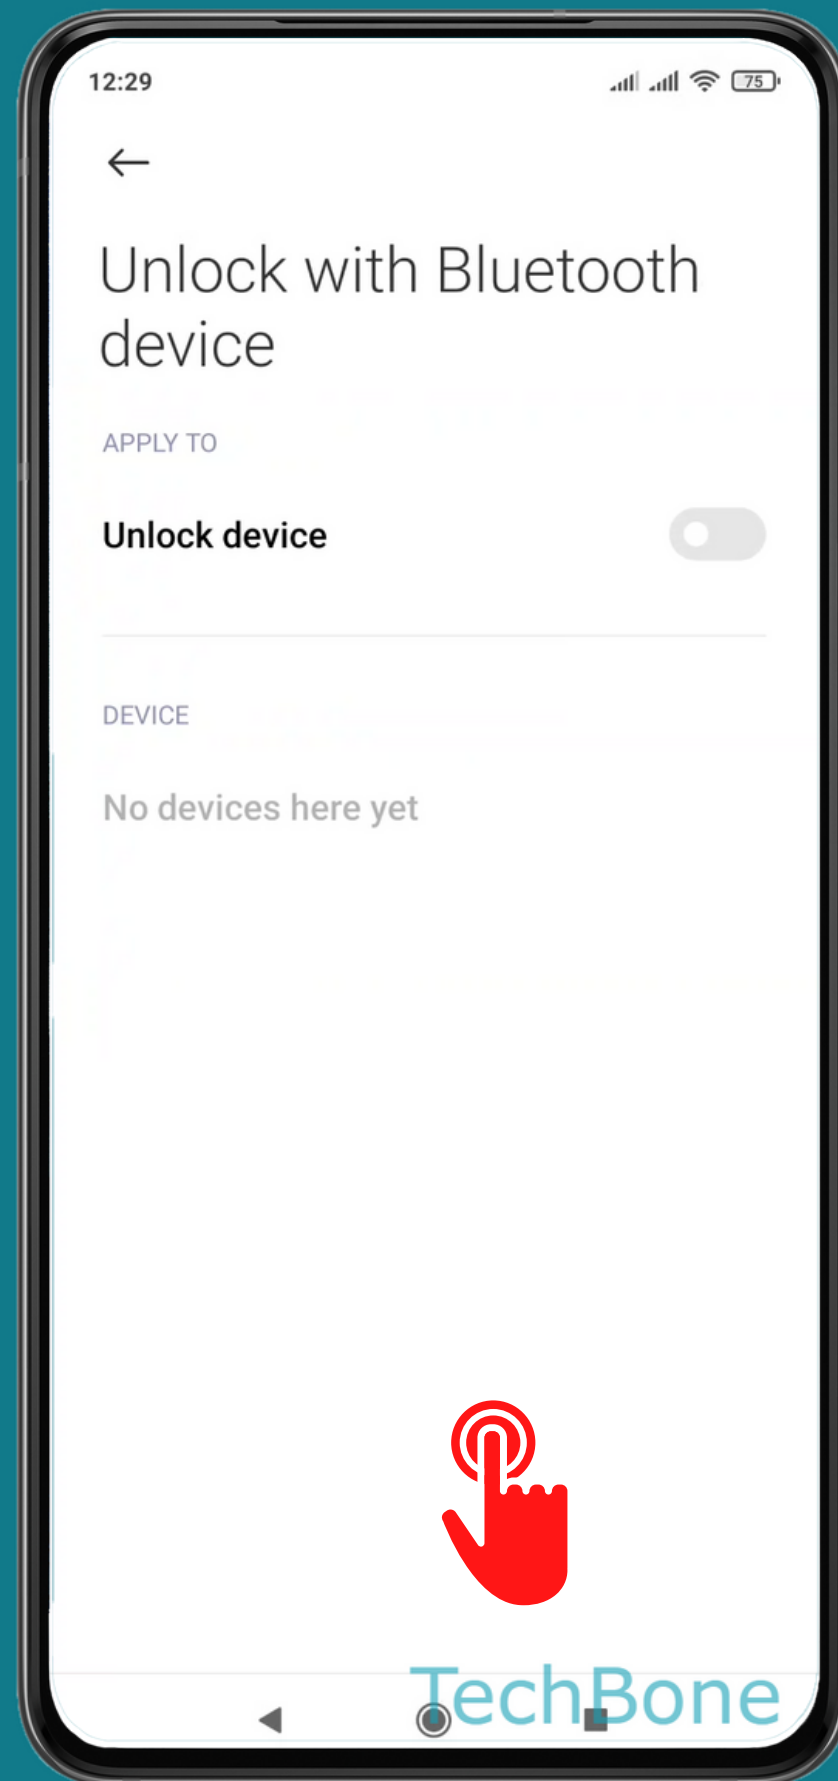 12:29
75
Unlock with Bluetooth
device
APPLY TO
Unlock device
DEVICE
No devices here yet
TechBone